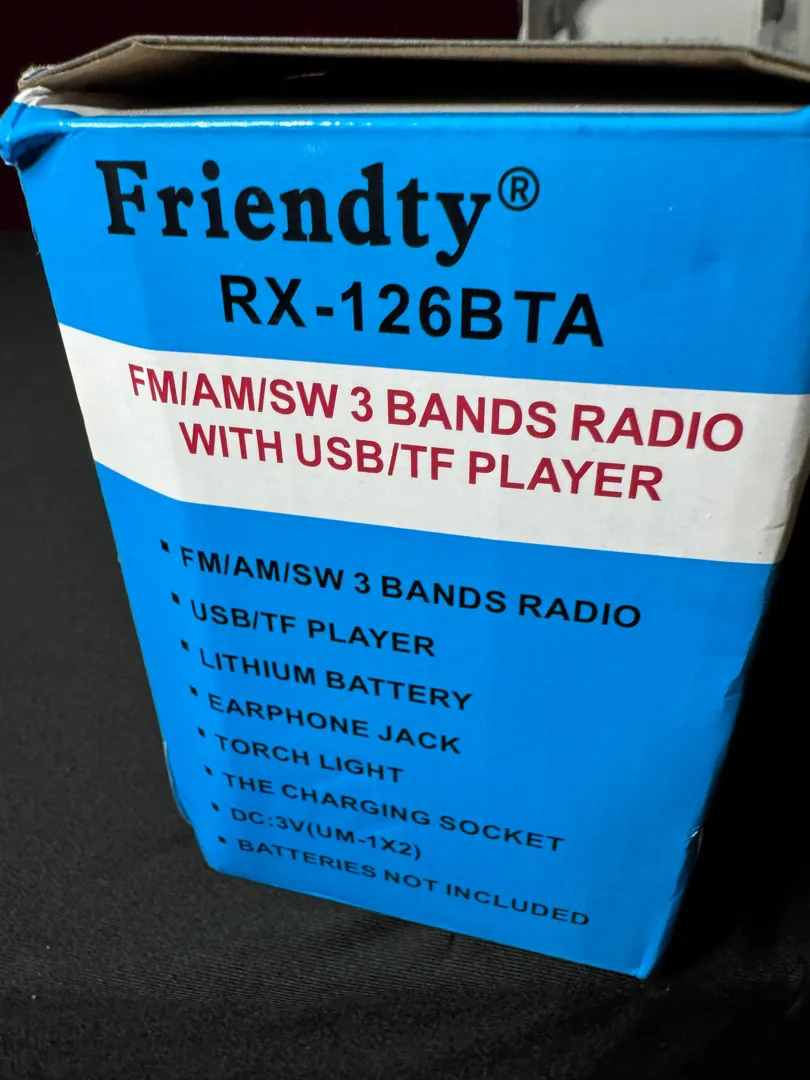 Friendty®
RX-126BTA
FM/AM/SW 3 BANDS RADIO
WITH USB/TF PLAYER
▪ FM/AM/SW 3 BANDS RADIO
▪ USB/TF PLAYER
▪ LITHIUM BATTERY
▪ EARPHONE JACK
▪ TORCH LIGHT
▪ THE CHARGING SOCKET
▪ DC:3V(UM-1X2)
▪ BATTERIES NOT INCLUDED